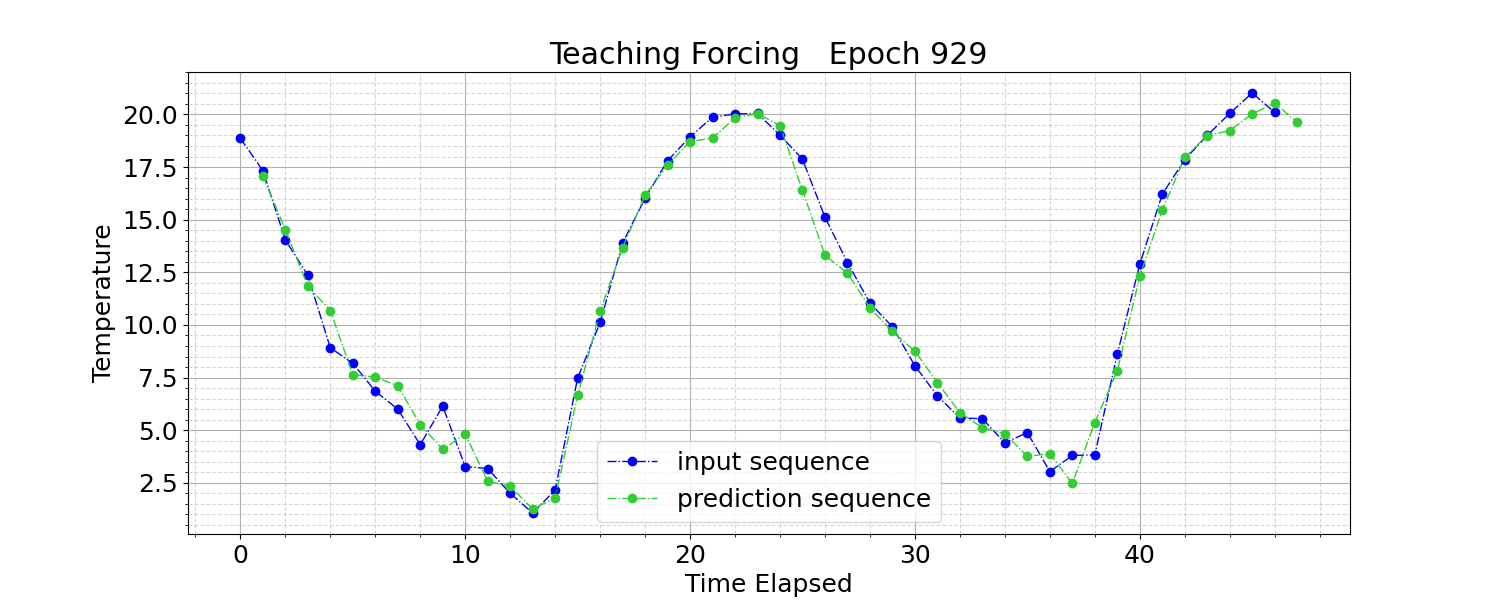 Teaching Forcing   Epoch 929
20.0
17.5
15.0
12.5
10.0
7.5
5.0
2.5
Temperature
input sequence
prediction sequence
0 10 20 30 40
Time Elapsed